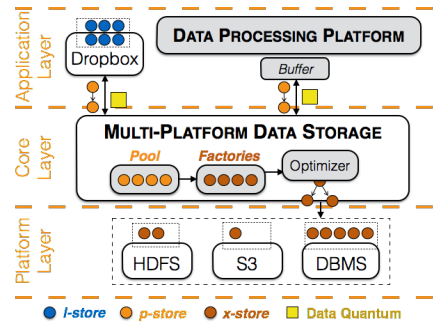 Application Layer
Dropbox
DATA PROCESSING PLATFORM
Buffer
Core Layer
MULTI-PLATFORM DATA STORAGE
Pool
Factories
Optimizer
Platform Layer
HDFS
S3
DBMS
i-store
p-store
x-store
Data Quantum